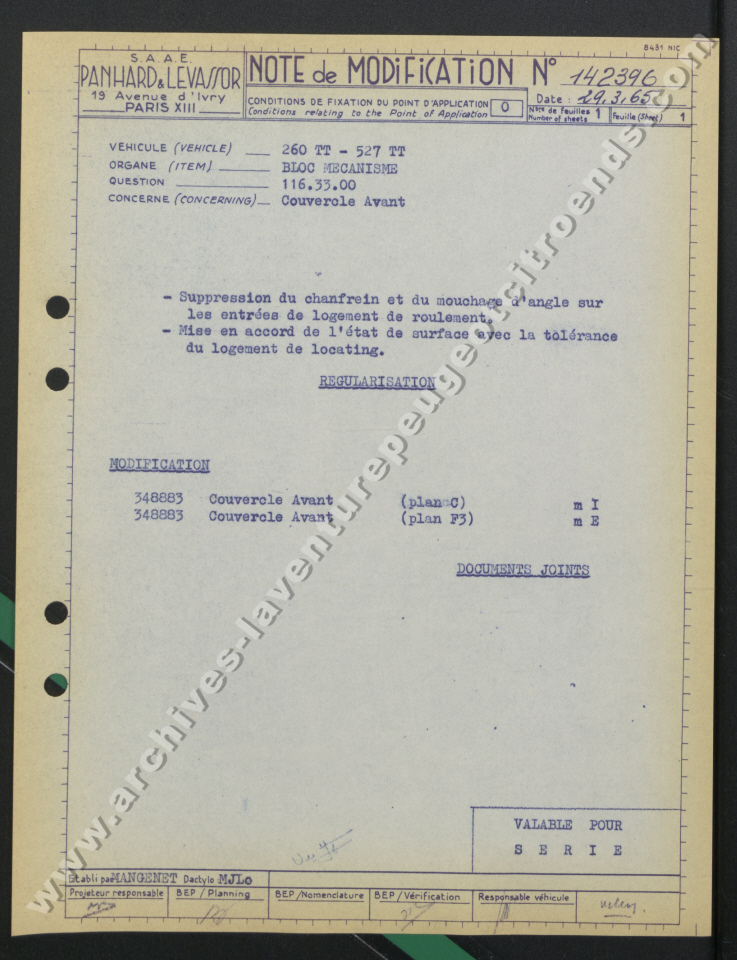 8431 NIC
S.A.A.E.
PANHARD & LEVASSOR
19 Avenue d'Ivry
PARIS XIII
NOTE de MODIFICATION N° 142396
CONDITIONS DE FIXATION DU POINT D'APPLICATION 0
Conditions relating to the Point of Application
Date : 29.3.65
Nbre de feuilles 1
Number of sheets
Feuille (Sheet) 1
VEHICULE (VEHICLE) 260 TT - 527 TT
ORGANE (ITEM) BLOC MECANISME
QUESTION 116.33.00
CONCERNE (CONCERNING) Couvercle Avant
- Suppression du chanfrein et du mouchage d'angle sur
les entrées de logement de roulement.
- Mise en accord de l'état de surface avec la tolérance
du logement de locating.
REGULARISATION
MODIFICATION
348883 Couvercle Avant (plan C) m I
348883 Couvercle Avant (plan F3) m E
DOCUMENTS JOINTS
VALABLE POUR
S E R I E
Etabli par MANGENET Dactylo MJLo
Projeteur responsable
BEP / Planning
BEP / Nomenclature
BEP / Vérification
Responsable véhicule
www.archives-laventurepeugeotcitroends.com